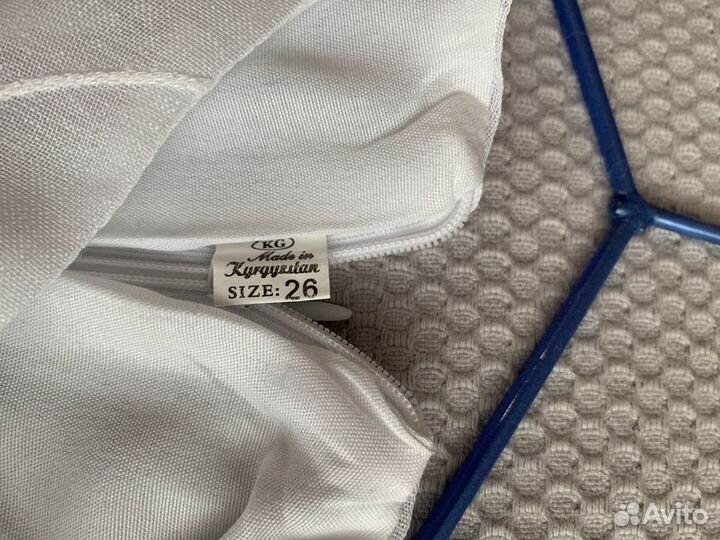 KG
Made in
Kyrgyzstan
SIZE: 26
Avito